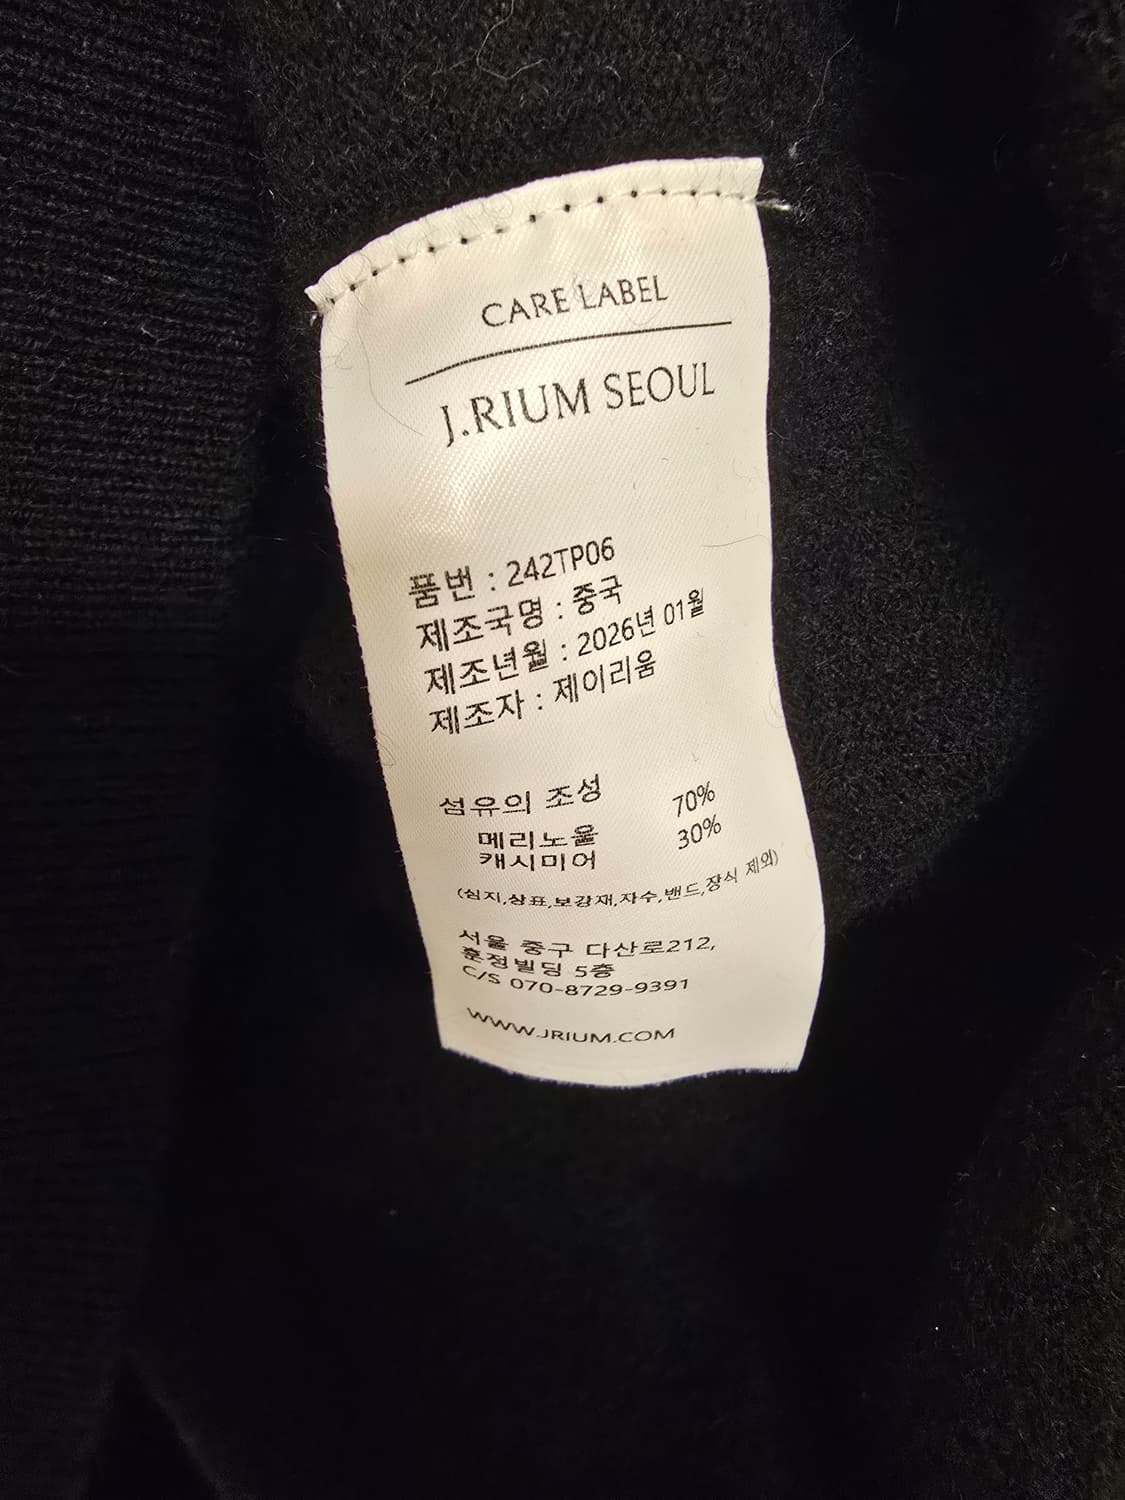 CARE LABEL
J.RIUM SEOUL
품번 : 242TP06
제조국명 : 중국
제조년월 : 2026년 01월
제조자 : 제이리움
섬유의 조성
메리노울 70%
캐시미어 30%
(심지,상표,보강재,자수,밴드,장식 제외)
서울 중구 다산로212,
훈정빌딩 5층
C/S 070-8729-9391
WWW.JRIUM.COM